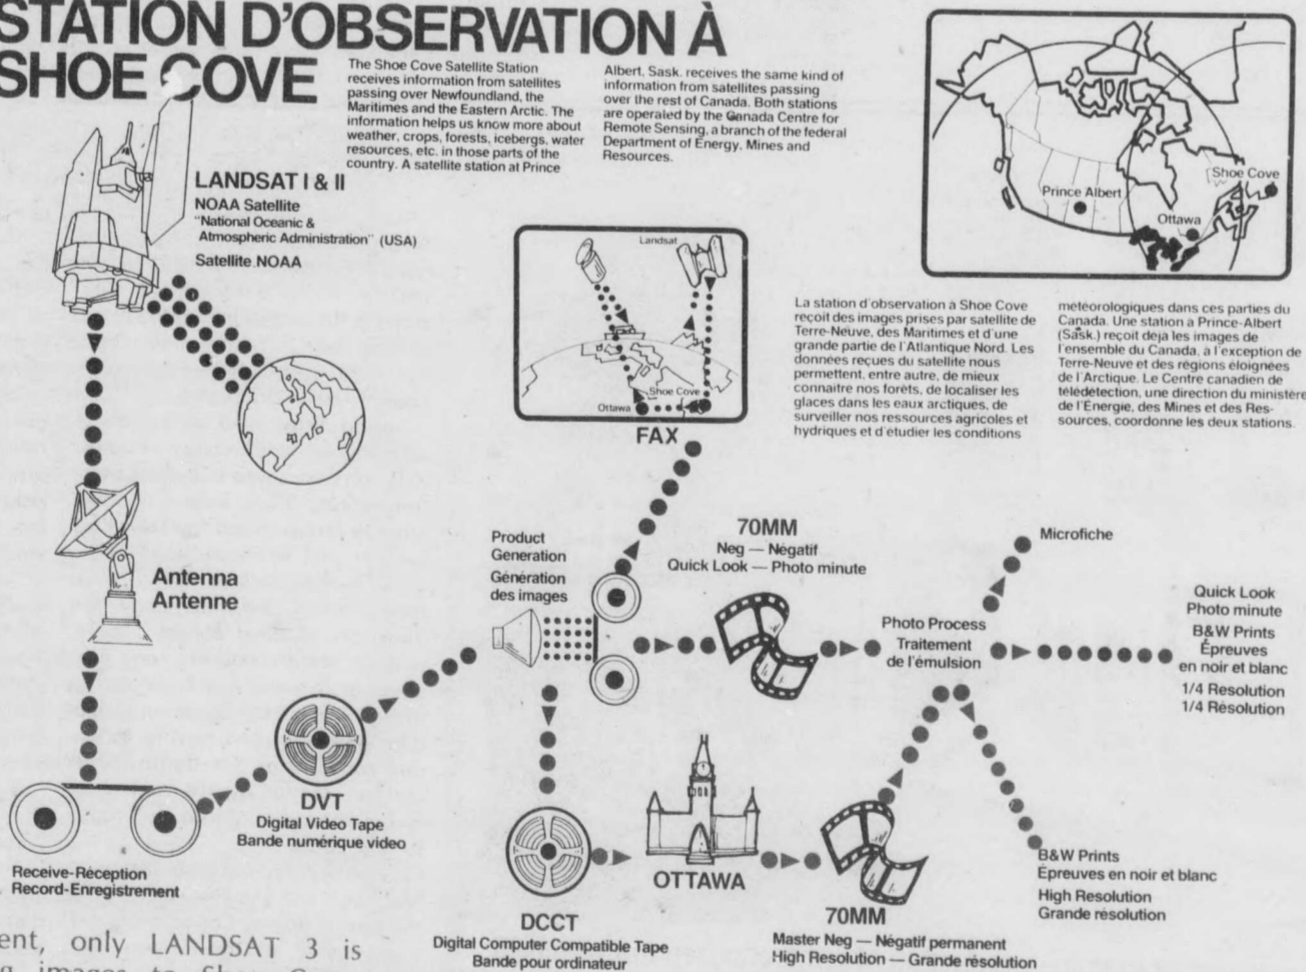 STATION D'OBSERVATION À
SHOE COVE
The Shoe Cove Satellite Station
receives information from satellites
passing over Newfoundland, the
Maritimes and the Eastern Arctic. The
information helps us know more about
weather, crops, forests, icebergs, water
resources, etc. in those parts of the
country. A satellite station at Prince
Albert, Sask. receives the same kind of
information from satellites passing
over the rest of Canada. Both stations
are operated by the Canada Centre for
Remote Sensing, a branch of the federal
Department of Energy, Mines and
Resources.
Prince Albert
Shoe Cove
Ottawa
LANDSAT I & II
NOAA Satellite
"National Oceanic &
Atmospheric Administration" (USA)
Satellite NOAA
Landsat
Shoe Cove
Ottawa
FAX
La station d'observation a Shoe Cove
reçoit des images prises par satellite de
Terre-Neuve, des Maritimes et d'une
grande partie de l'Atlantique Nord. Les
données reçues du satellite nous
permettent, entre autre, de mieux
connaitre nos forêts, de localiser les
glaces dans les eaux arctiques, de
surveiller nos ressources agricoles et
hydriques et d'étudier les conditions
meteorologiques dans ces parties du
Canada. Une station a Prince-Albert
(Sask.) reçoit deja les images de
l'ensemble du Canada, a l'exception de
Terre-Neuve et des régions éloignées
de l'Arctique. Le Centre canadien de
télédétection, une direction du ministère
de l'Energie, des Mines et des Res-
sources, coordonne les deux stations.
Antenna
Antenne
Product
Generation
Génération
des images
70MM
Neg — Négatif
Quick Look — Photo minute
Photo Process
Traitement
de l'émulsion
Microfiche
Quick Look
Photo minute
B&W Prints
Épreuves
en noir et blanc
1/4 Resolution
1/4 Résolution
DVT
Digital Video Tape
Bande numérique video
Receive-Réception
Record-Enregistrement
DCCT
Digital Computer Compatible Tape
Bande pour ordinateur
OTTAWA
70MM
Master Neg — Négatif permanent
High Resolution — Grande résolution
B&W Prints
Epreuves en noir et blanc
High Resolution
Grande résolution
ent, only LANDSAT 3 is
images to Shoe